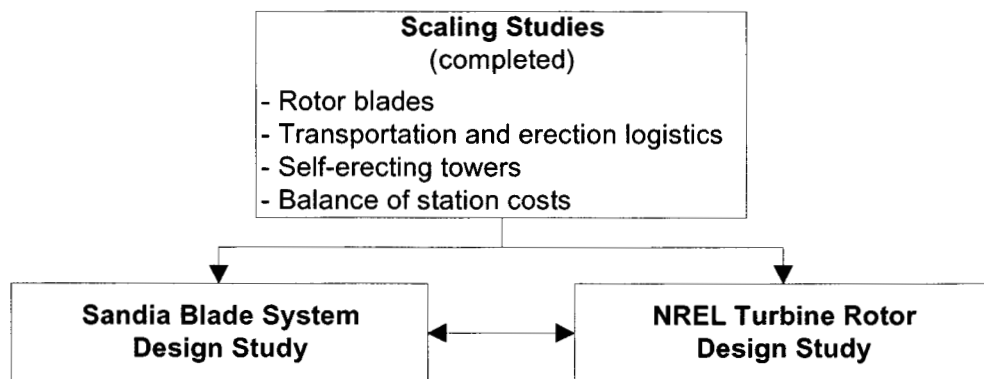 Scaling Studies
(completed)
- Rotor blades
- Transportation and erection logistics
- Self-erecting towers
- Balance of station costs
Sandia Blade System
Design Study
NREL Turbine Rotor
Design Study